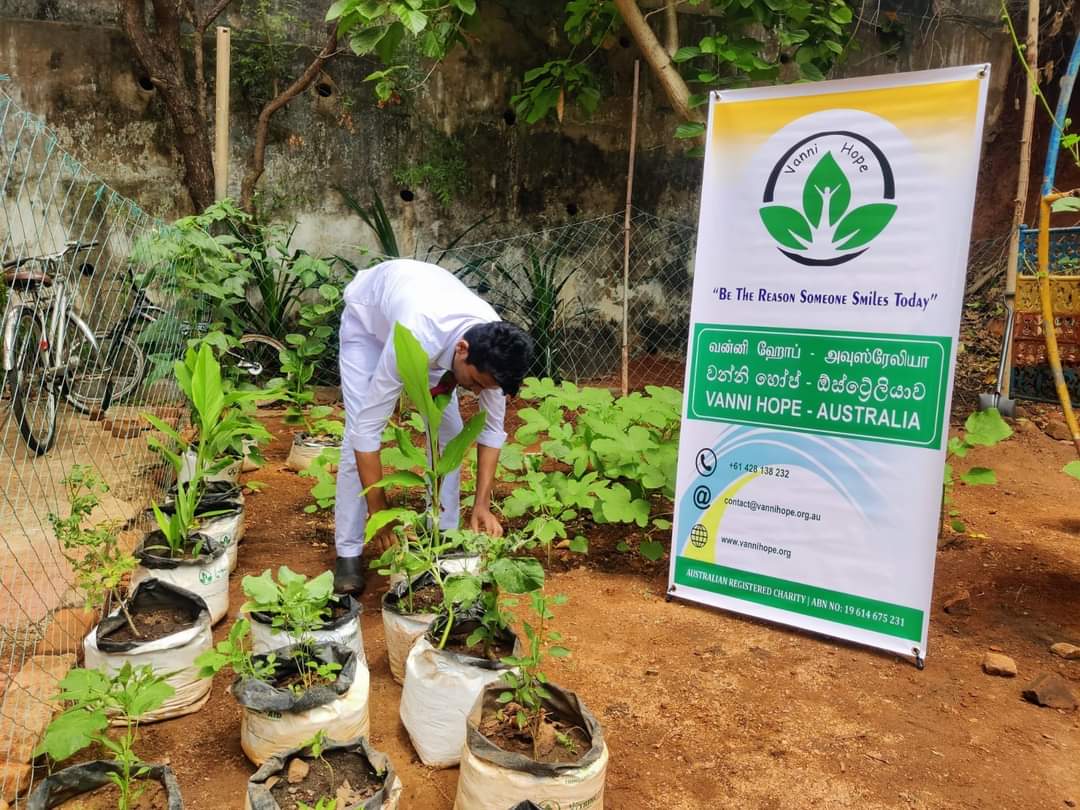 Vanni Hope
“Be The Reason Someone Smiles Today”
வன்னி ஹோப் - அவுஸ்ரேலியா
වන්නි හෝප් - ඕස්ට්‍රේලියාව
VANNI HOPE - AUSTRALIA
+61 428 138 232
contact@vannihope.org.au
www.vannihope.org
AUSTRALIAN REGISTERED CHARITY | ABN NO: 19 614 675 231